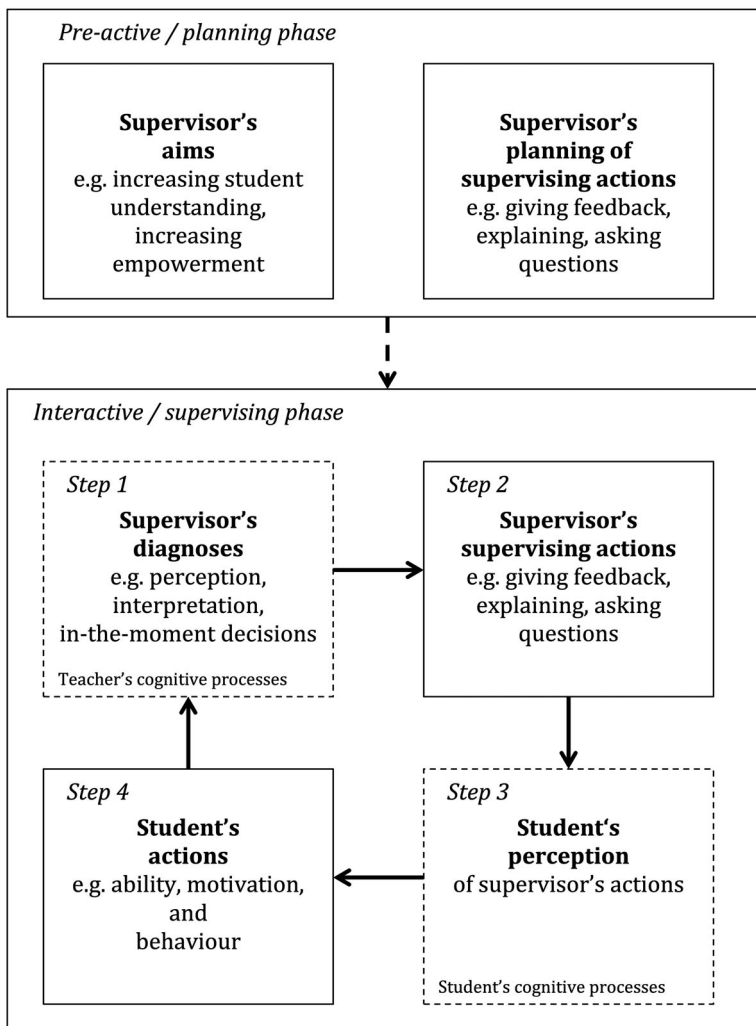 Pre-active / planning phase
Supervisor’s
aims
e.g. increasing student
understanding,
increasing
empowerment
Supervisor’s
planning of
supervising actions
e.g. giving feedback,
explaining, asking
questions
Interactive / supervising phase
Step 1
Supervisor’s
diagnoses
e.g. perception,
interpretation,
in-the-moment decisions
Teacher’s cognitive processes
Step 2
Supervisor’s
supervising actions
e.g. giving feedback,
explaining, asking
questions
Step 4
Student’s
actions
e.g. ability, motivation,
and
behaviour
Step 3
Student‘s
perception
of supervisor’s actions
Student’s cognitive processes